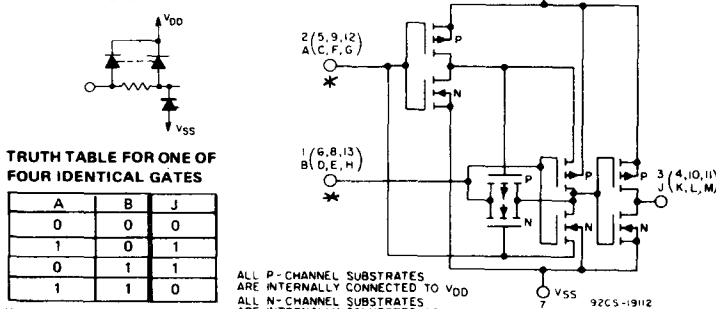 VDD
VSS
TRUTH TABLE FOR ONE OF
FOUR IDENTICAL GATES
A B J
0 0 0
1 0 1
0 1 1
1 1 0
2 (5,9,12)
A (C,F,G)
*
P
N
1 (6,8,13)
B (D,E,H)
*
P
N
P
N
P
N
3 (4,10,11)
J (K,L,M)
ALL P-CHANNEL SUBSTRATES
ARE INTERNALLY CONNECTED TO VDD
ALL N-CHANNEL SUBSTRATES
VSS
7
92CS-19112